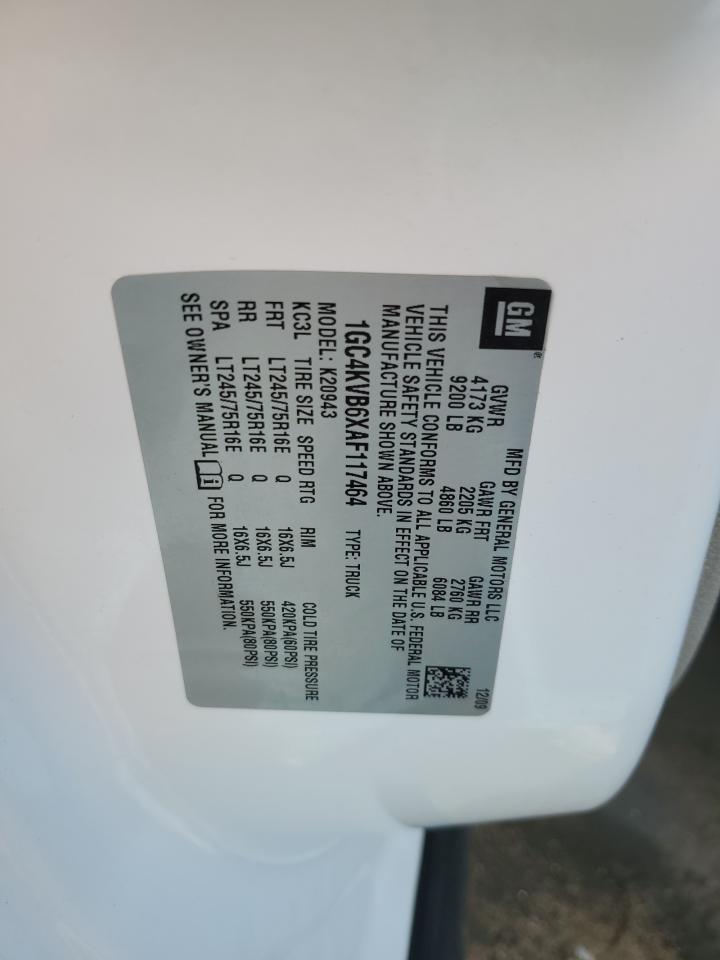 GM
MFD BY GENERAL MOTORS LLC 12/09
GVWR GAWR FRT GAWR RR
4173 KG 2205 KG 2760 KG
9200 LB 4860 LB 6084 LB
THIS VEHICLE CONFORMS TO ALL APPLICABLE U.S. FEDERAL MOTOR
VEHICLE SAFETY STANDARDS IN EFFECT ON THE DATE OF
MANUFACTURE SHOWN ABOVE.
1GC4KVB6XAF117464 TYPE: TRUCK
MODEL: K20943
KC3L TIRE SIZE SPEED RTG RIM COLD TIRE PRESSURE
FRT LT245/75R16E Q 16X6.5J 420KPA(60PSI)
RR LT245/75R16E Q 16X6.5J 550KPA(80PSI)
SPA LT245/75R16E Q 16X6.5J 550KPA(80PSI)
SEE OWNER'S MANUAL FOR MORE INFORMATION.